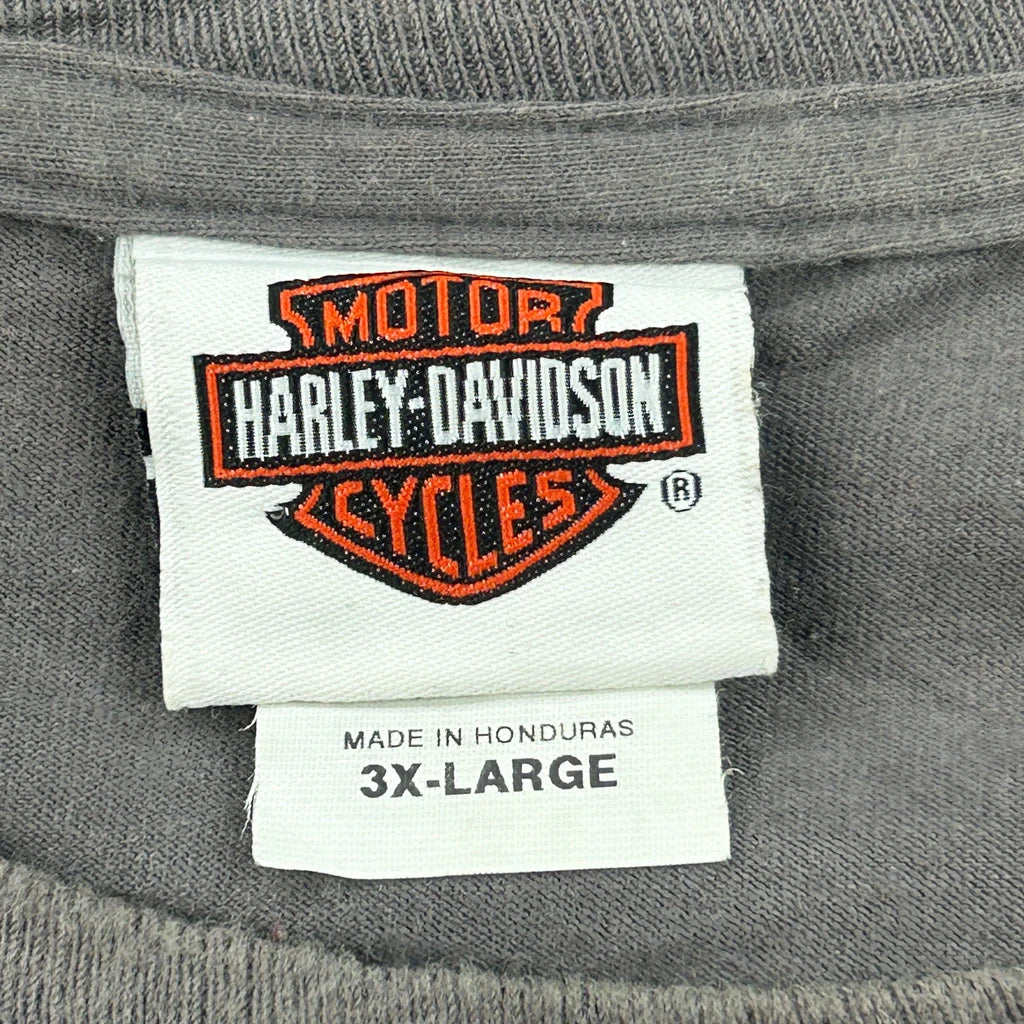 MOTOR
HARLEY-DAVIDSON
CYCLES
®
MADE IN HONDURAS
3X-LARGE